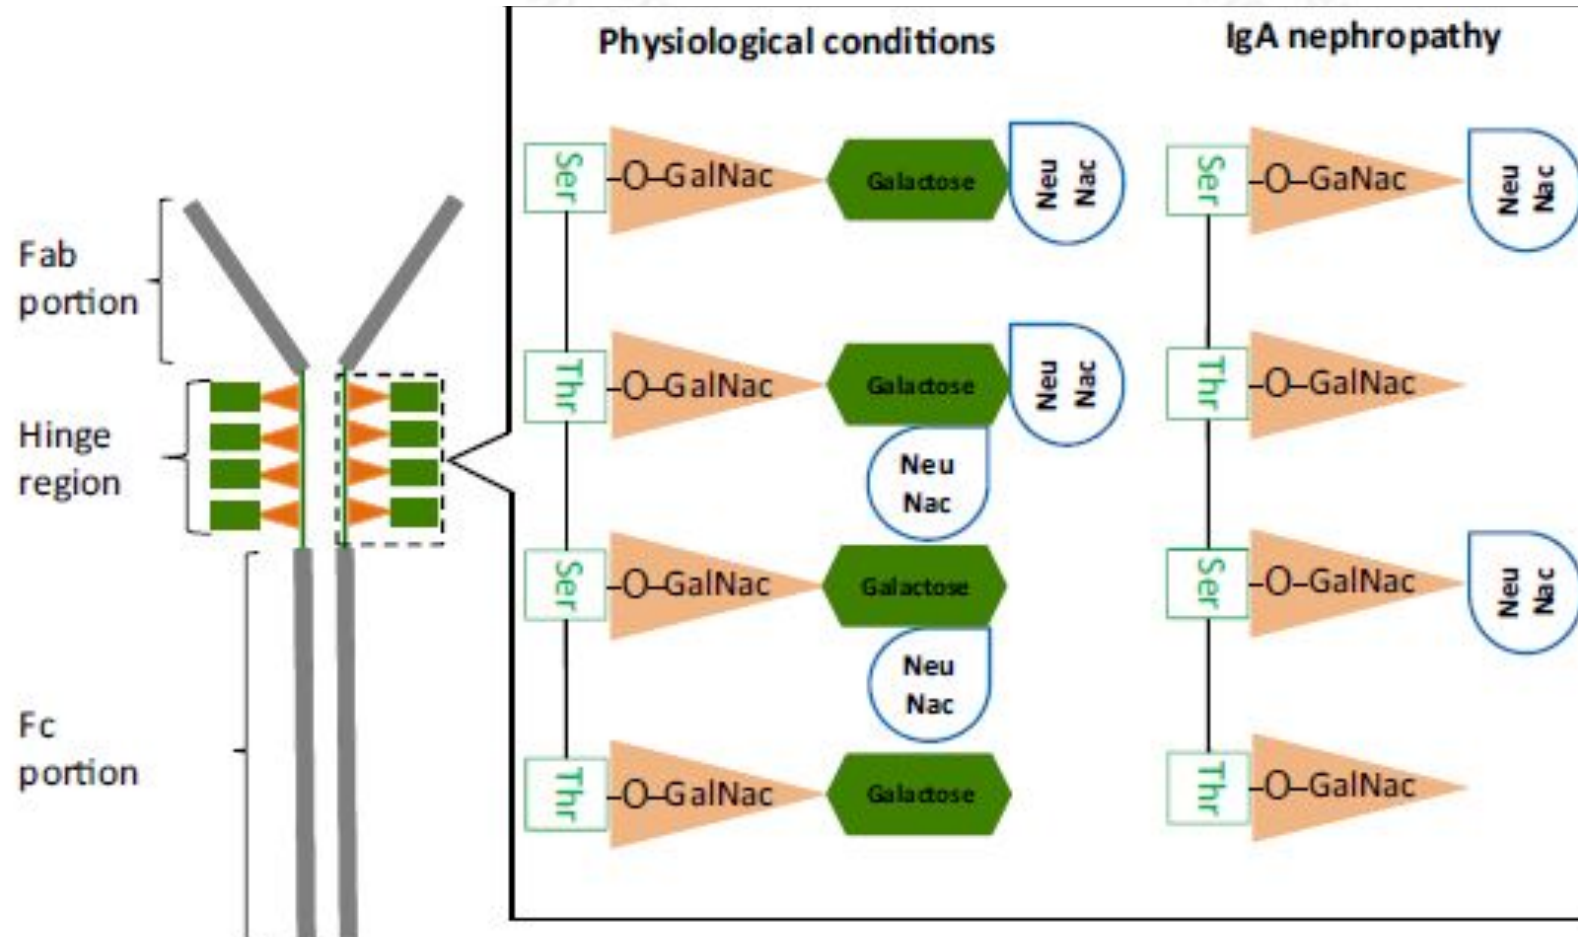 Physiological conditions
IgA nephropathy
Fab
portion
Hinge
region
Fc
portion
Ser
-O-GalNac
Galactose
Neu
Nac
Thr
-O-GalNac
Galactose
Neu
Nac
Neu
Nac
Ser
-O-GalNac
Galactose
Neu
Nac
Thr
-O-GalNac
Galactose
Ser
-O-GaNac
Neu
Nac
Thr
-O-GalNac
Ser
-O-GalNac
Neu
Nac
Thr
-O-GalNac